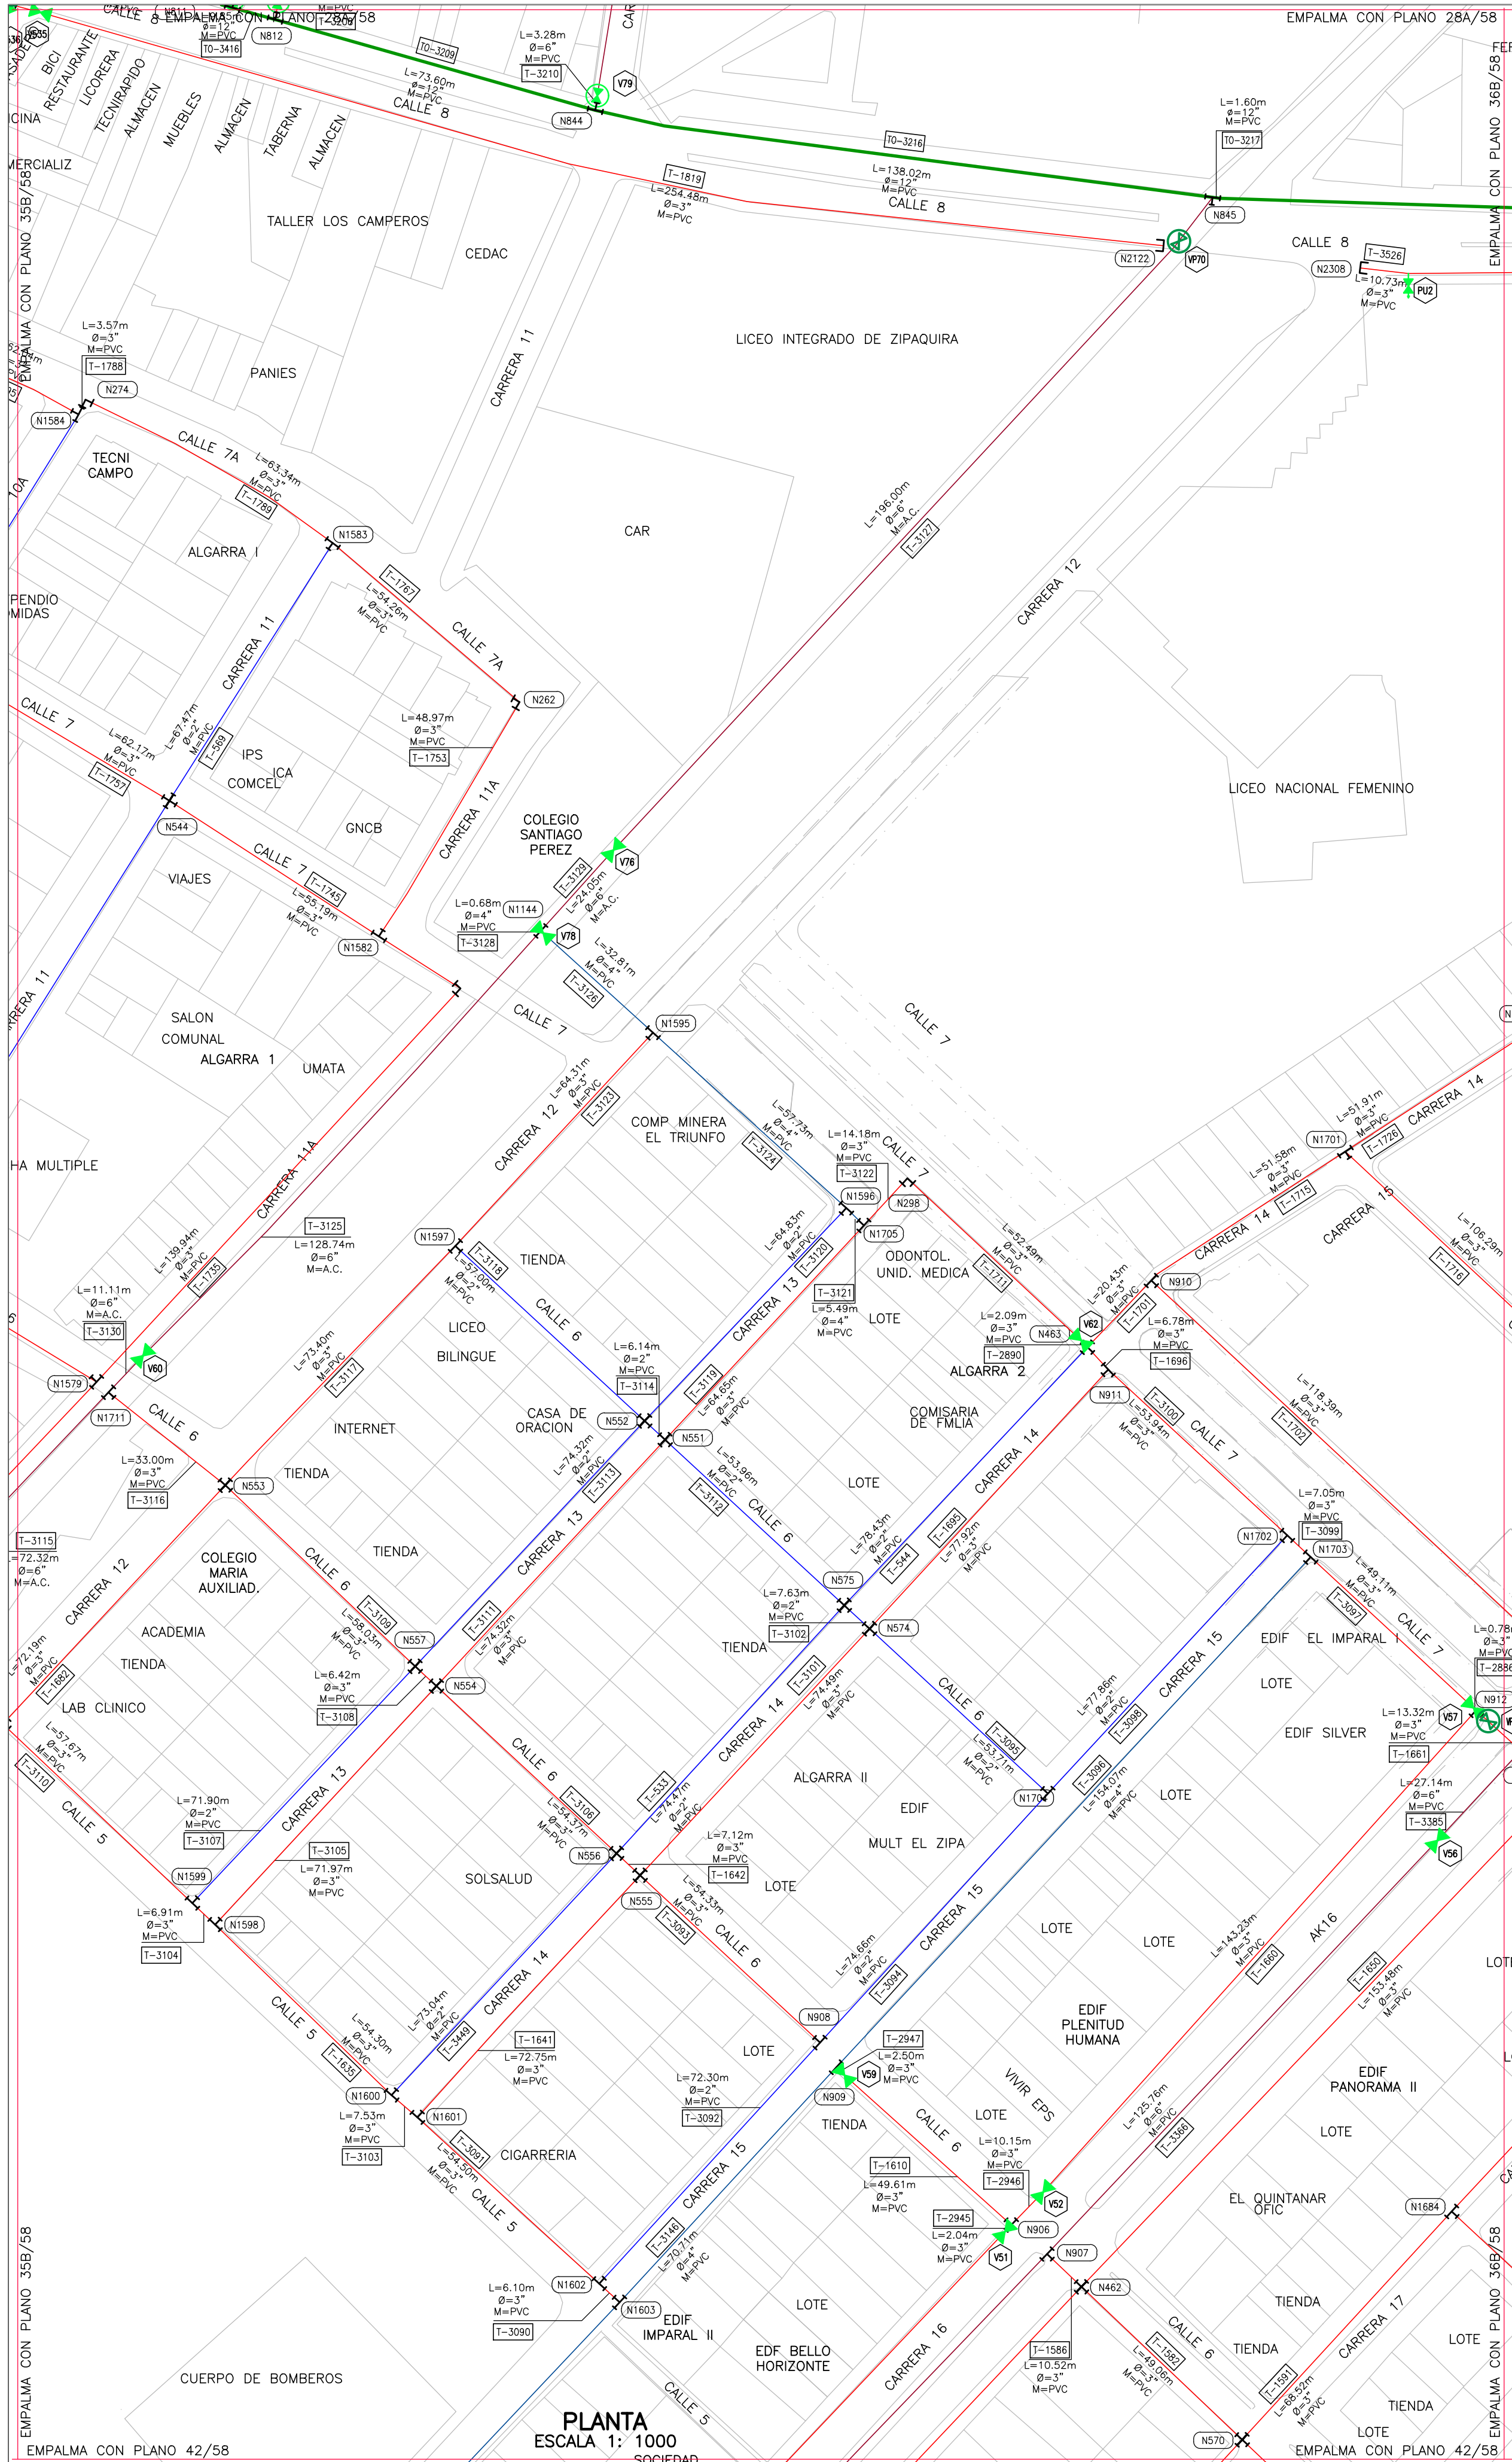 EMPALMA CON PLANO 28A/58
EMPALMA CON PLANO 28A/58
CALLE 8
N812
ø=12"
M=PVC
T0-3416
T0-3209
L=73.60m
ø=12"
M=PVC
CALLE 8
L=3.28m
Ø=6"
M=PVC
T-3210
V79
N844
T0-3216
L=138.02m
ø=12"
M=PVC
CALLE 8
T-1819
L=254.48m
Ø=3"
M=PVC
L=1.60m
ø=12"
M=PVC
T0-3217
N845
N2122
VP70
CALLE 8
N2308
T-3526
L=10.73m
Ø=3"
M=PVC
PU2
EMPALMA CON PLANO 36B/58
EMPALMA CON PLANO 35B/58
BICI
RESTAURANTE
LICORERA
TECNIRAPIDO
ALMACEN
MUEBLES
ALMACEN
TABERNA
ALMACEN
TALLER LOS CAMPEROS
CEDAC
LICEO INTEGRADO DE ZIPAQUIRA
CARRERA 11
PANIES
L=3.57m
Ø=3"
M=PVC
T-1788
N274
N1584
CALLE 7A
L=63.34m
Ø=3"
M=PVC
T-1789
TECNI
CAMPO
10A
ALGARRA I
N1583
CAR
T-1767
L=54.26m
Ø=3"
M=PVC
CALLE 7A
L=196.00m
Ø=6"
M=A.C.
T-3127
CARRERA 12
CARRERA 11
N262
CALLE 7
L=62.17m
Ø=3"
M=PVC
T-1757
L=67.47m
Ø=2"
M=PVC
T-569
IPS
ICA
COMCEL
GNCB
L=48.97m
Ø=3"
M=PVC
T-1753
CARRERA 11A
LICEO NACIONAL FEMENINO
COLEGIO
SANTIAGO
PEREZ
V76
N544
CALLE 7
T-1745
L=55.19m
Ø=3"
M=PVC
VIAJES
T-3129
L=24.05m
Ø=6"
M=A.C.
L=0.68m
Ø=4"
M=PVC
T-3128
N1144
V78
N1582
L=32.81m
Ø=4"
M=PVC
T-3126
CALLE 7
N1595
CALLE 7
SALON
COMUNAL
ALGARRA 1
UMATA
L=64.31m
Ø=3"
M=PVC
T-3123
CARRERA 12
COMP MINERA
EL TRIUNFO
L=57.73m
Ø=4"
M=PVC
T-3124
L=14.18m
Ø=3"
M=PVC
T-3122
CALLE 7
N298
N1596
N1705
N1701
L=51.91m
Ø=3"
M=PVC
T-1726
CARRERA 14
L=51.58m
Ø=3"
M=PVC
T-1715
CARRERA 14
CARRERA 15
L=106.29m
Ø=3"
M=PVC
T-1716
HA MULTIPLE
CARRERA 11A
T-3125
L=128.74m
Ø=6"
M=A.C.
L=139.94m
Ø=3"
M=PVC
T-1735
N1597
T-3118
L=57.00m
Ø=2"
M=PVC
TIENDA
CALLE 6
L=64.83m
Ø=2"
M=PVC
T-3120
CARRERA 13
T-3121
L=5.49m
Ø=4"
M=PVC
ODONTOL.
UNID. MEDICA
LOTE
L=52.49m
Ø=3"
M=PVC
T-1711
N910
L=20.43m
Ø=3"
M=PVC
T-1701
L=2.09m
Ø=3"
M=PVC
T-2890
N463
V62
L=6.78m
Ø=3"
M=PVC
T-1696
ALGARRA 2
N911
L=11.11m
Ø=6"
M=A.C.
T-3130
V60
N1579
N1711
CALLE 6
LICEO
BILINGUE
L=73.40m
Ø=3"
M=PVC
T-3117
L=6.14m
Ø=2"
M=PVC
T-3114
T-3119
L=64.65m
Ø=3"
M=PVC
N552
N551
CASA DE
ORACION
INTERNET
COMISARIA
DE FMLIA
T-3100
L=53.94m
Ø=3"
M=PVC
CALLE 7
L=118.39m
Ø=3"
M=PVC
T-1702
L=33.00m
Ø=3"
M=PVC
T-3116
N553
TIENDA
L=74.32m
Ø=2"
M=PVC
T-3113
L=53.96m
Ø=2"
M=PVC
T-3112
CALLE 6
LOTE
CARRERA 14
L=7.05m
Ø=3"
M=PVC
T-3099
N1702
N1703
T-3115
L=72.32m
Ø=6"
M=A.C.
CARRERA 12
COLEGIO
MARIA
AUXILIAD.
CALLE 6
TIENDA
CARRERA 13
L=78.43m
Ø=2"
M=PVC
T-544
T-1695
L=77.92m
Ø=3"
M=PVC
N575
L=7.63m
Ø=2"
M=PVC
T-3102
N574
TIENDA
L=49.11m
Ø=3"
M=PVC
T-3097
CALLE 7
EDIF EL IMPARAL I
LOTE
T-3109
L=58.03m
Ø=3"
M=PVC
T-3111
L=74.32m
Ø=3"
M=PVC
N557
N554
ACADEMIA
TIENDA
LAB CLINICO
L=72.19m
Ø=3"
M=PVC
T-1682
L=6.42m
Ø=3"
M=PVC
T-3108
L=57.67m
Ø=3"
M=PVC
T-3110
T-3101
L=74.49m
Ø=3"
M=PVC
CARRERA 14
CALLE 6
T-3095
L=53.71m
Ø=2"
M=PVC
CARRERA 15
L=77.86m
Ø=2"
M=PVC
T-3098
T-3096
L=154.07m
Ø=4"
M=PVC
EDIF SILVER
LOTE
V57
N912
L=13.32m
Ø=3"
M=PVC
T-1661
L=27.14m
Ø=6"
M=PVC
T-3385
V56
CALLE 5
L=71.90m
Ø=2"
M=PVC
T-3107
CARRERA 13
CALLE 6
T-3106
L=54.37m
Ø=3"
M=PVC
T-533
L=74.47m
Ø=2"
M=PVC
ALGARRA II
EDIF
MULT EL ZIPA
T-3105
L=71.97m
Ø=3"
M=PVC
N556
L=7.12m
Ø=3"
M=PVC
T-1642
N555
LOTE
SOLSALUD
N1599
N1598
L=6.91m
Ø=3"
M=PVC
T-3104
L=54.33m
Ø=3"
M=PVC
T-3093
CALLE 6
L=74.66m
Ø=2"
M=PVC
T-3094
CARRERA 15
LOTE
LOTE
L=143.23m
Ø=3"
M=PVC
T-1660
AK16
T-1650
L=153.48m
Ø=3"
M=PVC
CARRERA 14
CALLE 5
L=54.30m
Ø=3"
M=PVC
T-1635
L=73.04m
Ø=2"
M=PVC
T-3449
T-1641
L=72.75m
Ø=3"
M=PVC
N908
LOTE
T-2947
L=2.50m
Ø=3"
M=PVC
V59
N909
TIENDA
EDIF
PLENITUD
HUMANA
VIVIR EPS
EDIF
PANORAMA II
LOTE
N1600
N1601
L=7.53m
Ø=3"
M=PVC
T-3103
T-3091
L=54.50m
Ø=3"
M=PVC
CALLE 5
CIGARRERIA
L=72.30m
Ø=2"
M=PVC
T-3092
CARRERA 15
CALLE 6
LOTE
L=10.15m
Ø=3"
M=PVC
T-2946
V52
T-1610
L=49.61m
Ø=3"
M=PVC
L=125.76m
Ø=6"
M=PVC
T-3366
EL QUINTANAR
OFIC
N1684
T-2945
L=2.04m
Ø=3"
M=PVC
N906
V51
N907
N462
T-3146
L=70.71m
Ø=4"
M=PVC
N1602
N1603
L=6.10m
Ø=3"
M=PVC
T-3090
EDIF
IMPARAL II
LOTE
EDF BELLO
HORIZONTE
CARRERA 16
T-1586
L=10.52m
Ø=3"
M=PVC
CALLE 6
T-1582
L=49.06m
Ø=3"
M=PVC
TIENDA
TIENDA
CARRERA 17
T-1591
L=68.52m
Ø=3"
M=PVC
LOTE
TIENDA
LOTE
N570
CUERPO DE BOMBEROS
CALLE 5
PLANTA
ESCALA 1: 1000
SOCIEDAD
EMPALMA CON PLANO 35B/58
EMPALMA CON PLANO 36B/58
EMPALMA CON PLANO 42/58
EMPALMA CON PLANO 42/58